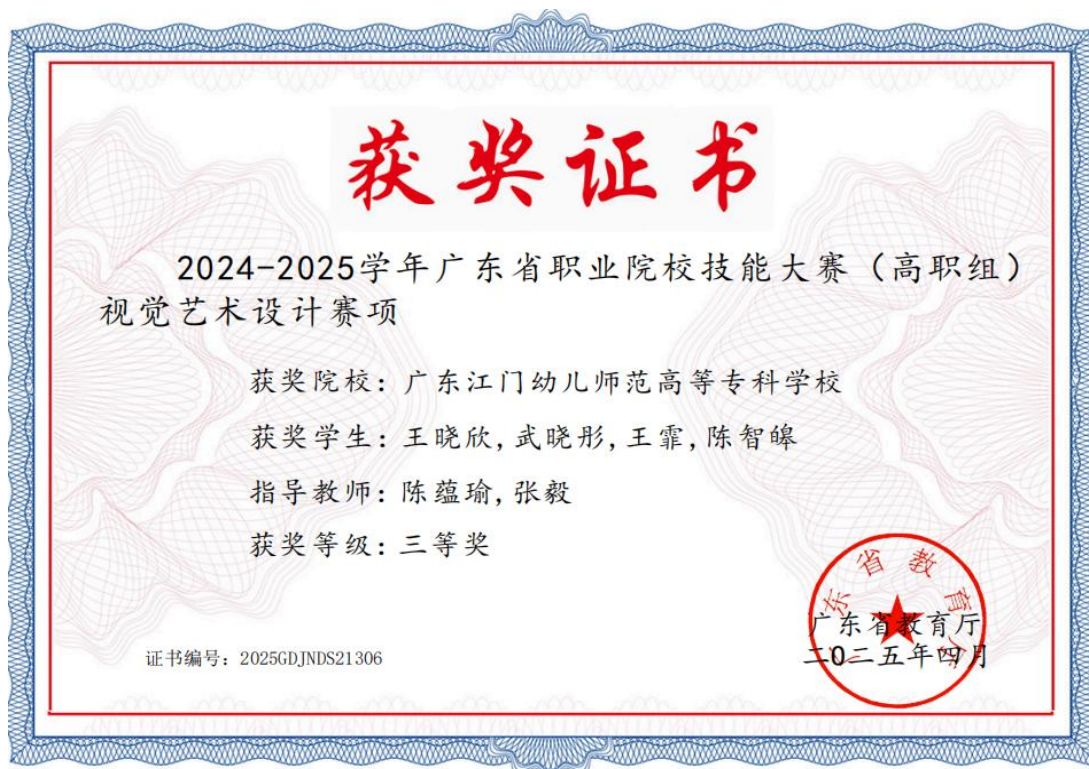 获奖证书
2024-2025学年广东省职业院校技能大赛（高职组）
视觉艺术设计赛项
获奖院校：广东江门幼儿师范高等专科学校
获奖学生：王晓欣,武晓彤,王霏,陈智皞
指导教师：陈蕴瑜,张毅
获奖等级：三等奖
证书编号：2025GDJNDS21306
广东省教育厅
二0二五年四月
广东省教育厅